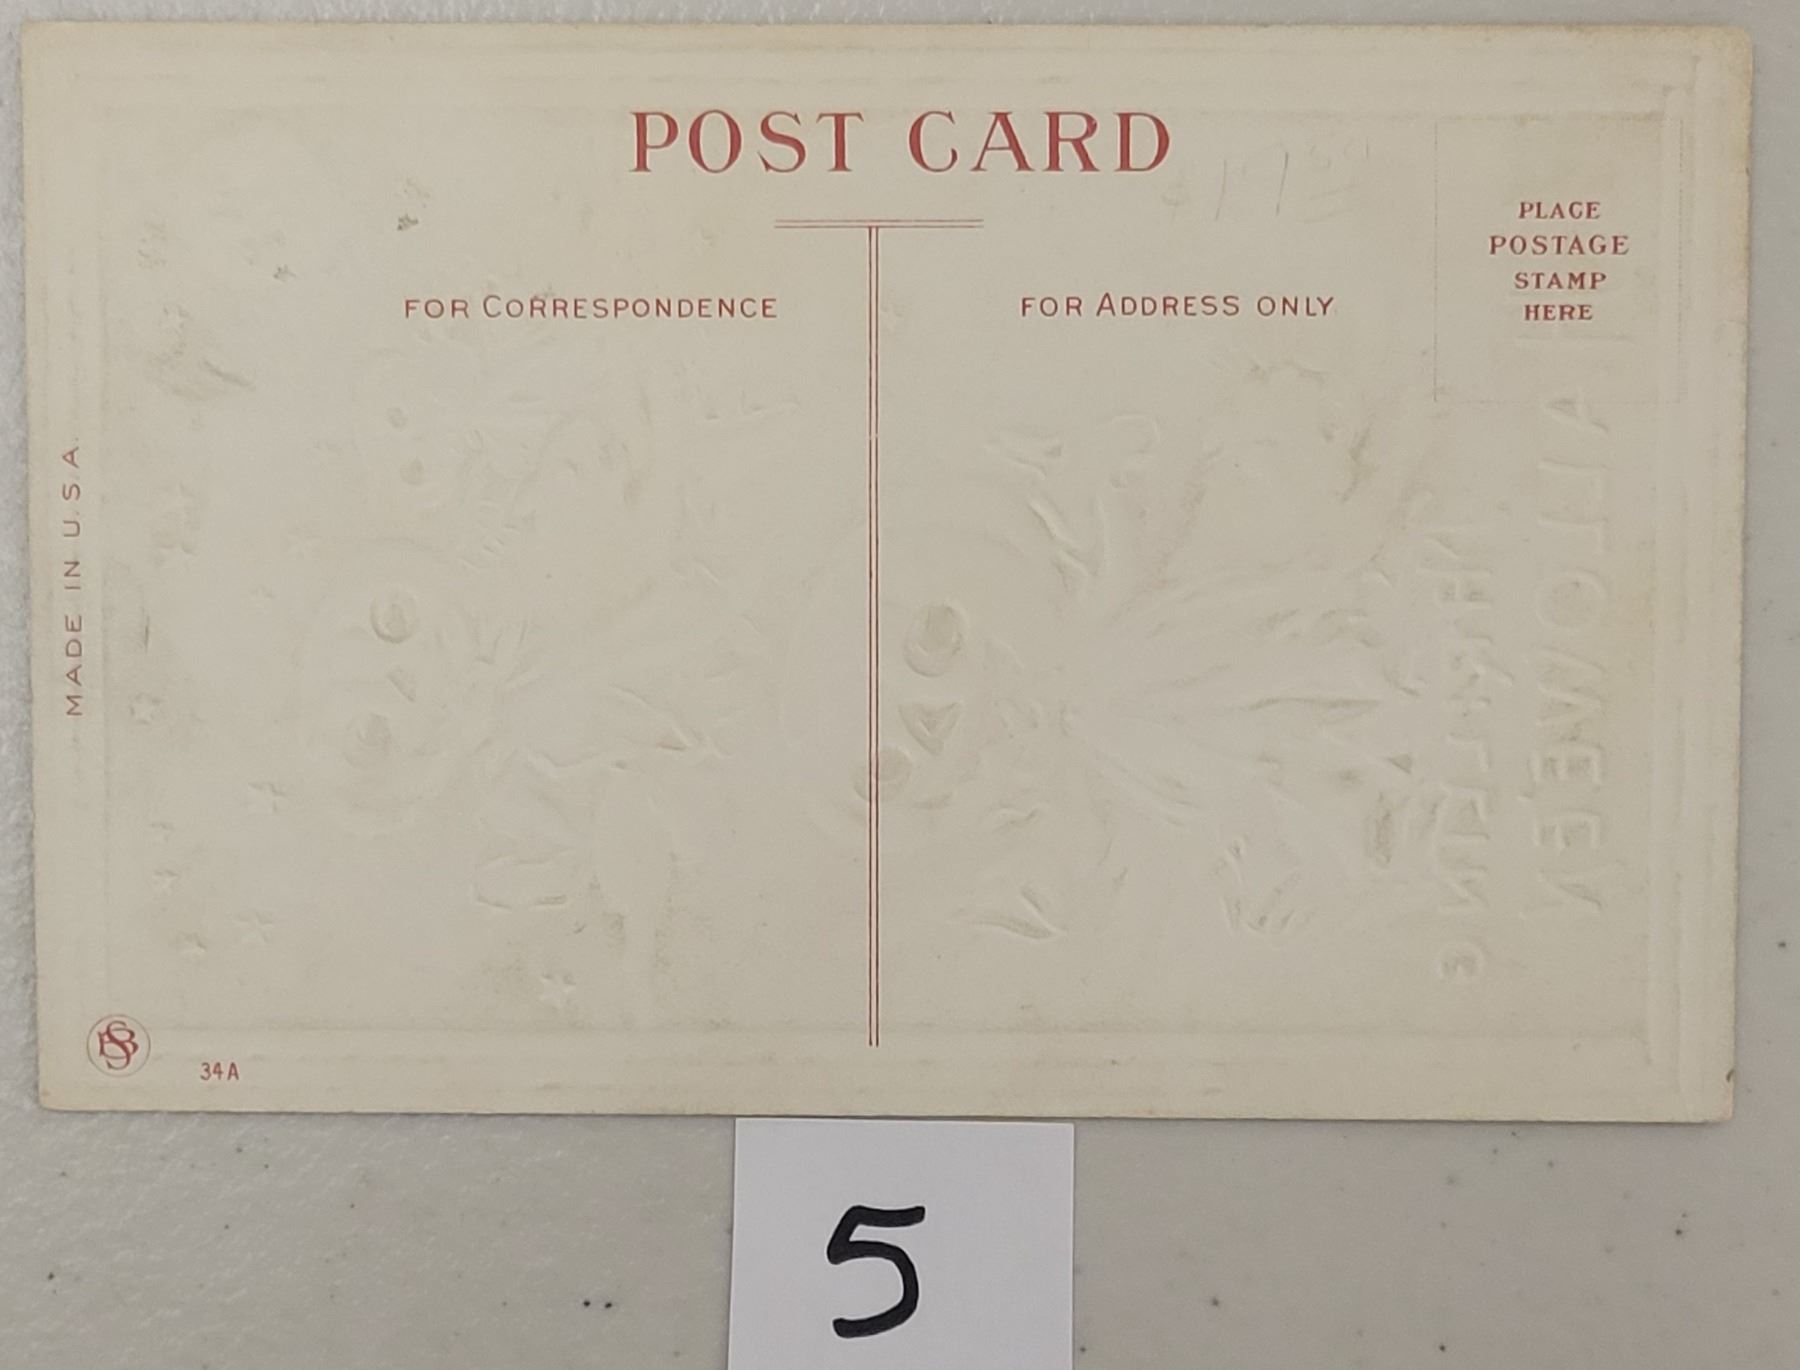 POST CARD
FOR CORRESPONDENCE
FOR ADDRESS ONLY
PLACE
POSTAGE
STAMP
HERE
MADE IN U.S.A.
34A
5